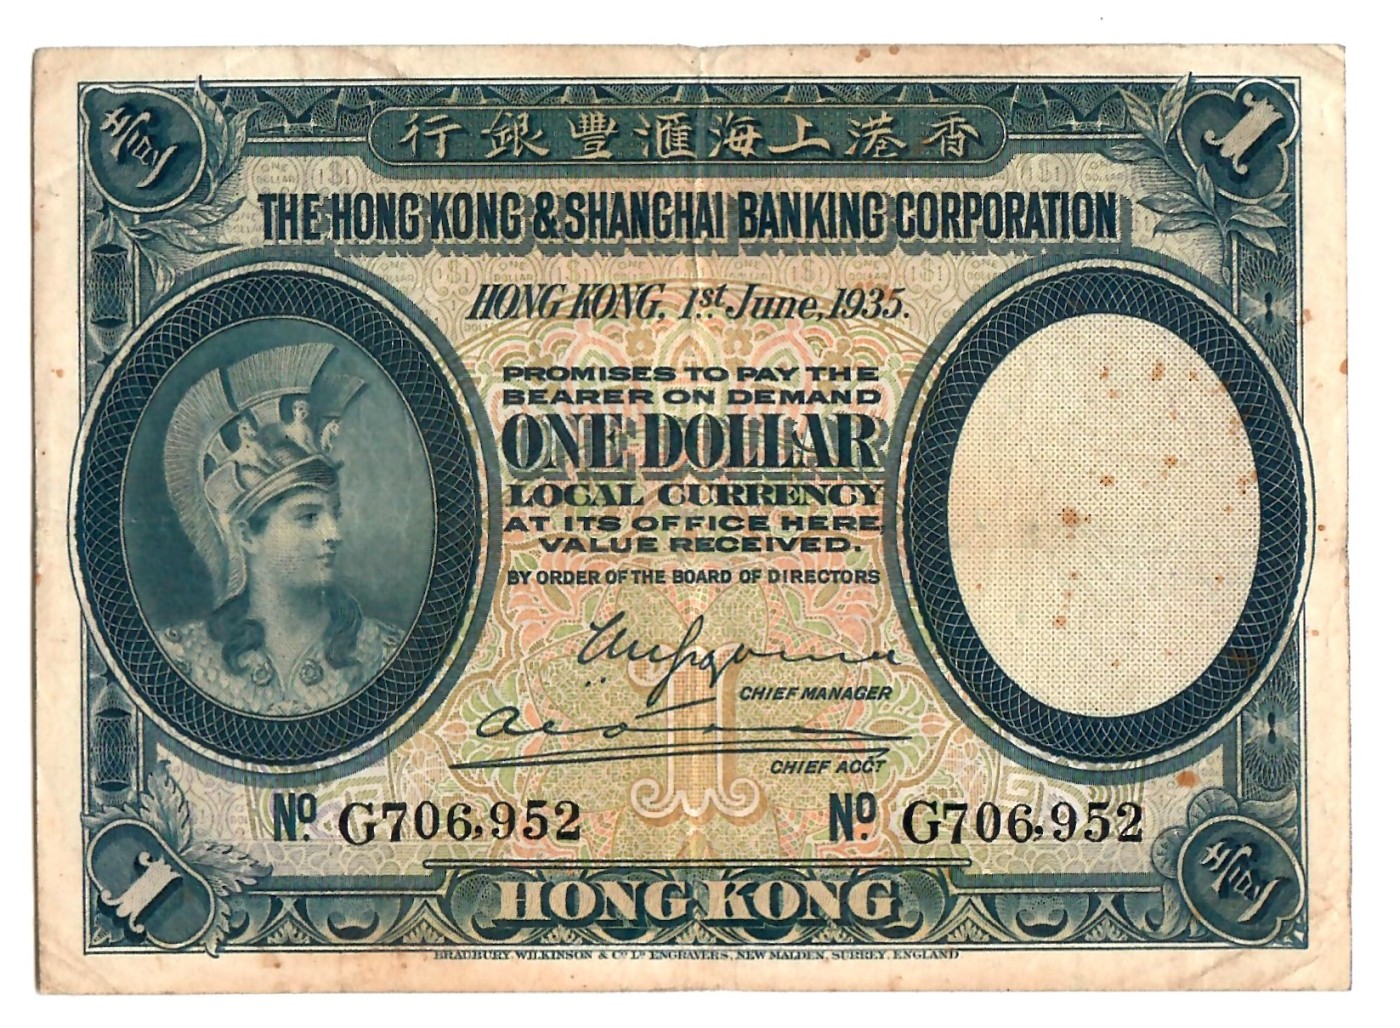 行銀豐滙海上港香
THE HONG KONG & SHANGHAI BANKING CORPORATION
HONG KONG. 1st June, 1935.
PROMISES TO PAY THE
BEARER ON DEMAND
ONE DOLLAR
LOCAL CURRENCY
AT ITS OFFICE HERE,
VALUE RECEIVED.
BY ORDER OF THE BOARD OF DIRECTORS
CHIEF MANAGER
CHIEF ACCT
No. G706,952 No. G706,952
HONG KONG
BRADBURY, WILKINSON & Co. Ld. ENGRAVERS, NEW MALDEN, SURREY, ENGLAND
1
1